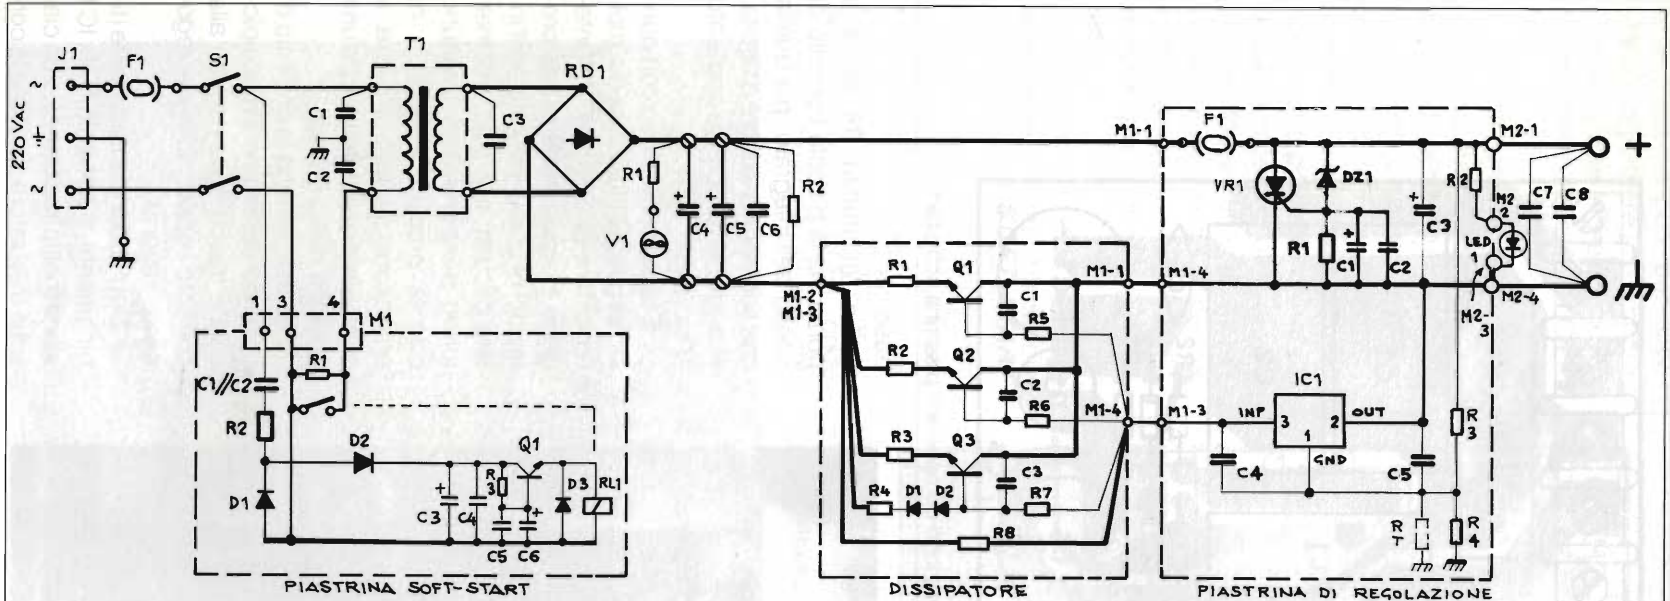 J1
F1
S1
T1
RD1
220 VAC
~
~
C1
C2
C3
R1
V1
C4
C5
C6
R2
1
3
4
M1
C1//C2
R1
R2
D1
D2
C3
C4
R3
Q1
D3
RL1
C5
C6
PIASTRINA SOFT-START
M1-2
M1-3
R1
Q1
M1-1
C1
R5
R2
Q2
C2
R6
M1-4
R3
Q3
C3
R4
D1
D2
R7
R8
DISSIPATORE
M1-1
F1
M2-1
+
VR1
DZ1
R2
M2
2
C7
C8
M1-4
R1
C1
C2
C3
LED
1
M2-4
M2-3
M1-3
INP
IC1
OUT
3
2
1
GND
C4
C5
R3
RT
R4
PIASTRINA DI REGOLAZIONE